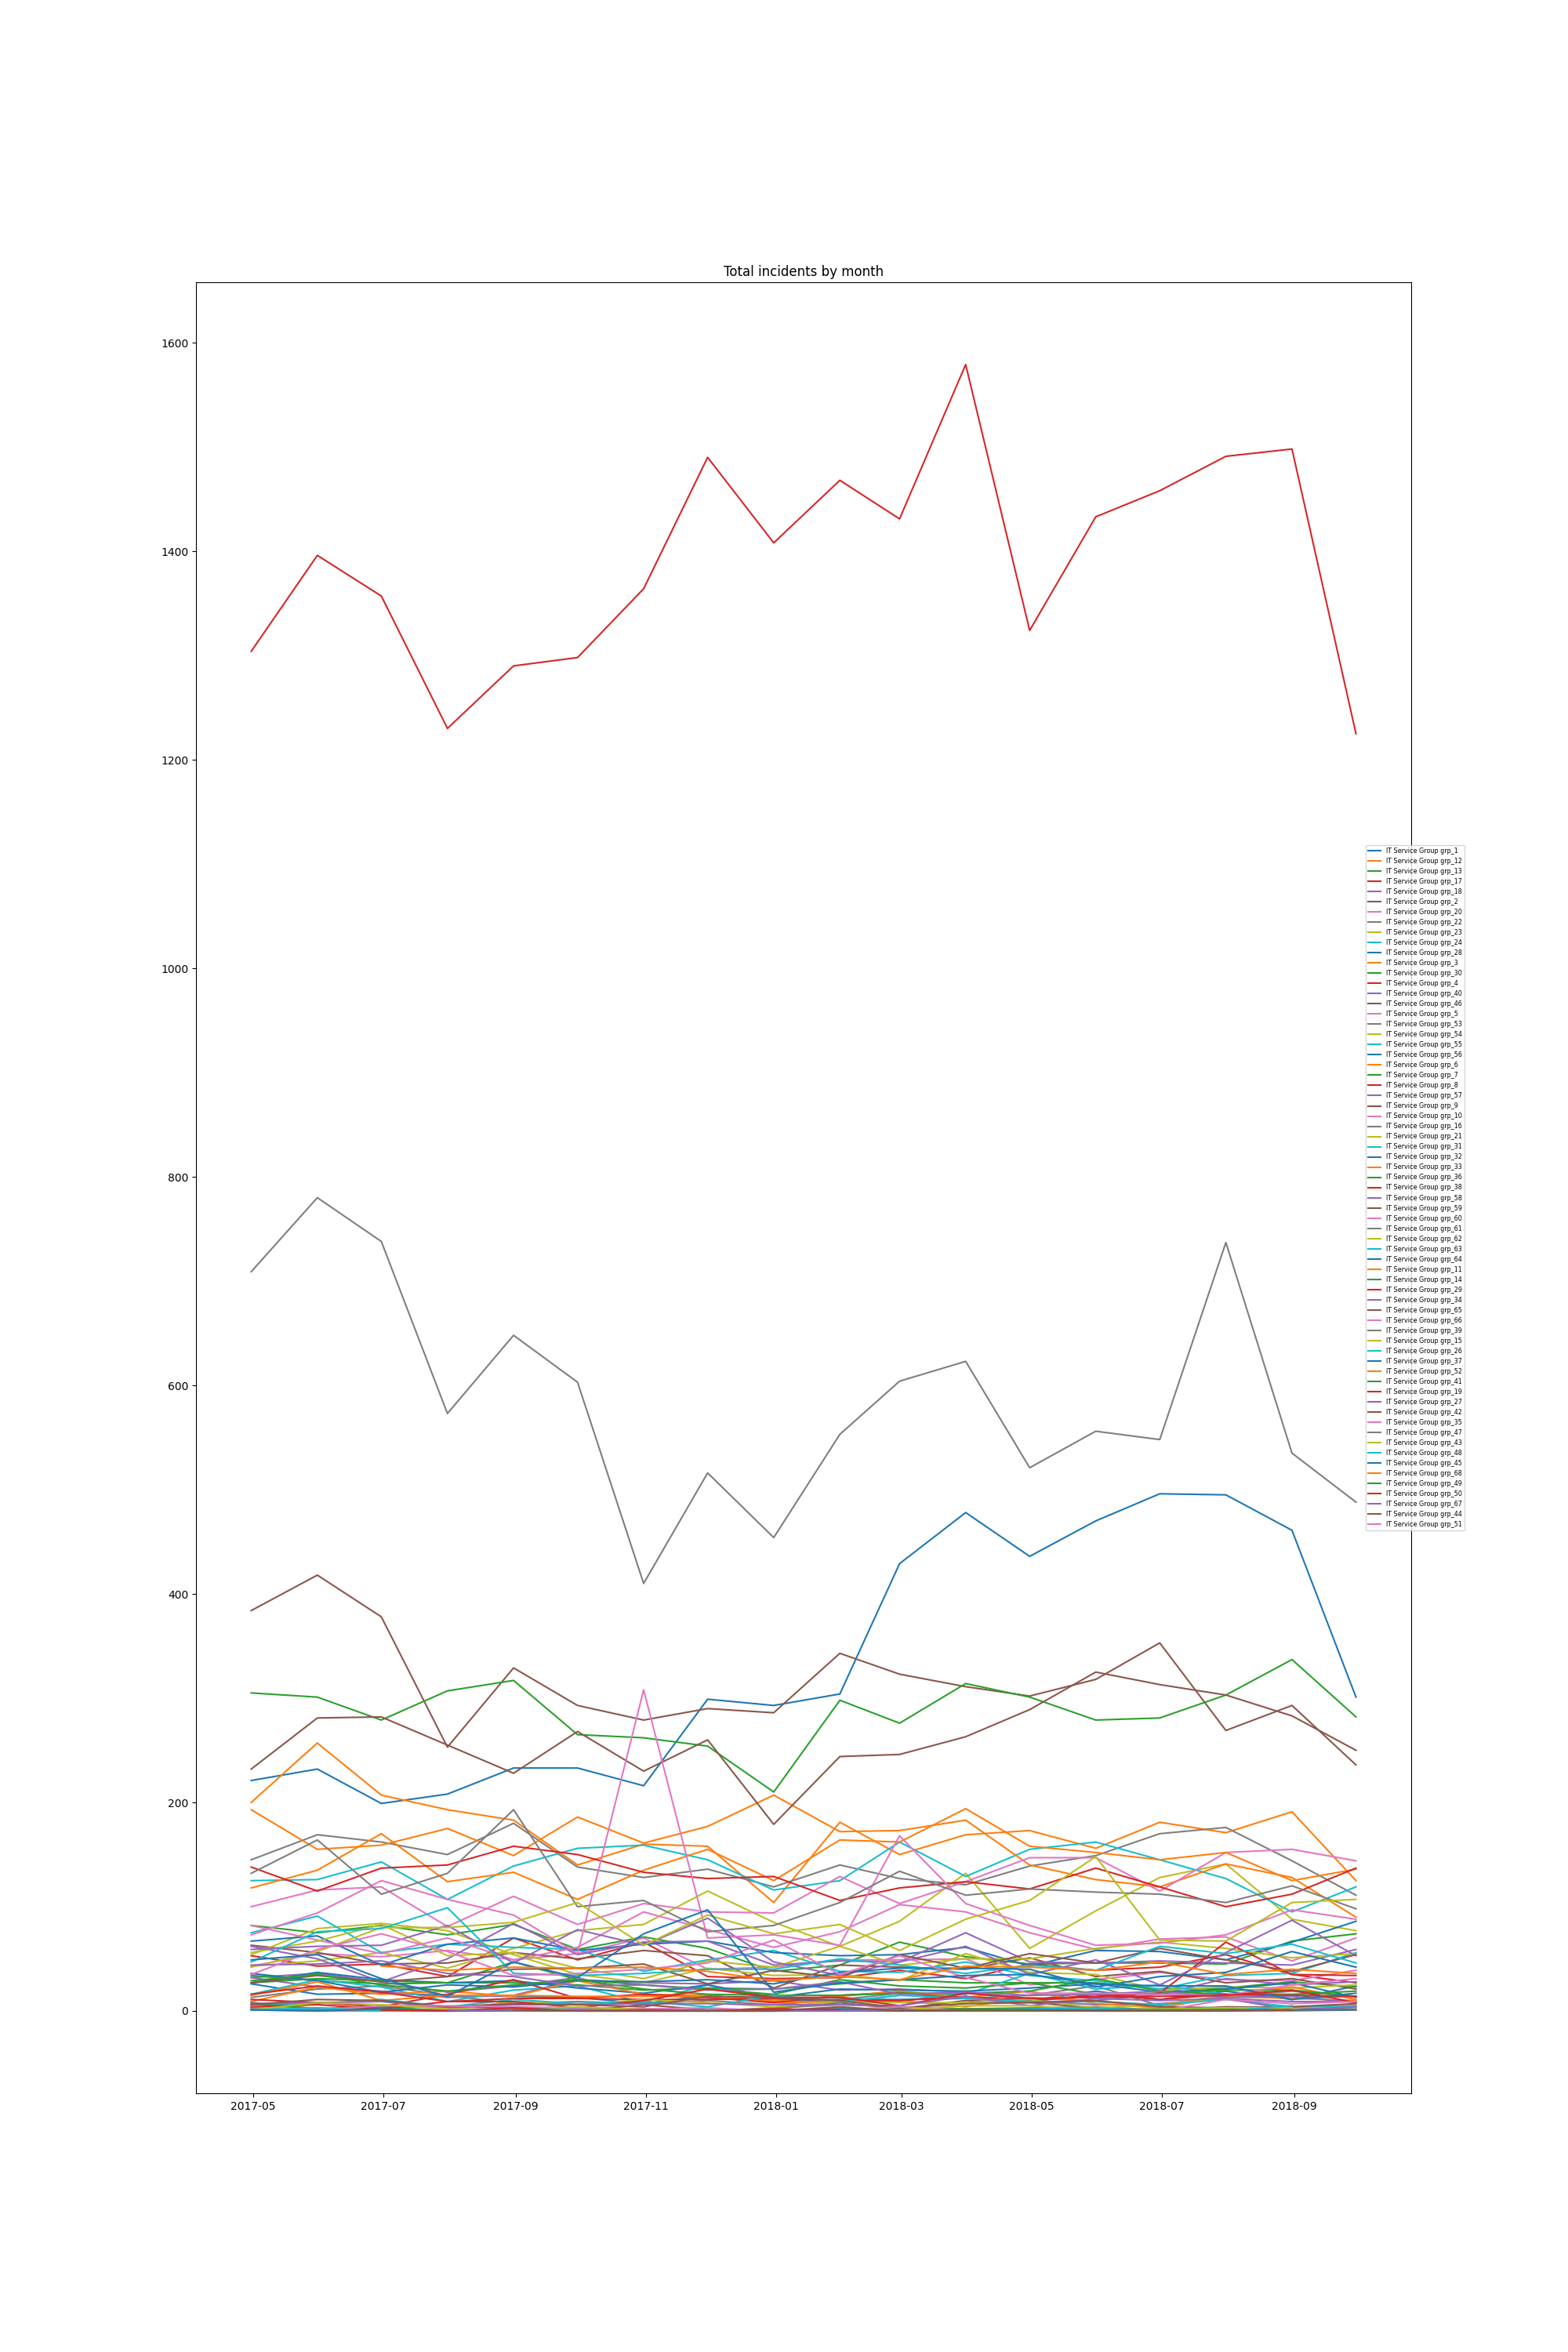 Total incidents by month
1600
1400
1200
1000
800
600
400
200
0
2017-05 2017-07 2017-09 2017-11 2018-01 2018-03 2018-05 2018-07 2018-09
IT Service Group grp_1
IT Service Group grp_12
IT Service Group grp_13
IT Service Group grp_17
IT Service Group grp_18
IT Service Group grp_2
IT Service Group grp_20
IT Service Group grp_22
IT Service Group grp_23
IT Service Group grp_24
IT Service Group grp_28
IT Service Group grp_3
IT Service Group grp_30
IT Service Group grp_4
IT Service Group grp_40
IT Service Group grp_46
IT Service Group grp_5
IT Service Group grp_53
IT Service Group grp_54
IT Service Group grp_55
IT Service Group grp_56
IT Service Group grp_6
IT Service Group grp_7
IT Service Group grp_8
IT Service Group grp_57
IT Service Group grp_9
IT Service Group grp_10
IT Service Group grp_16
IT Service Group grp_21
IT Service Group grp_31
IT Service Group grp_32
IT Service Group grp_33
IT Service Group grp_36
IT Service Group grp_38
IT Service Group grp_58
IT Service Group grp_59
IT Service Group grp_60
IT Service Group grp_61
IT Service Group grp_62
IT Service Group grp_63
IT Service Group grp_64
IT Service Group grp_11
IT Service Group grp_14
IT Service Group grp_29
IT Service Group grp_34
IT Service Group grp_65
IT Service Group grp_66
IT Service Group grp_39
IT Service Group grp_15
IT Service Group grp_26
IT Service Group grp_37
IT Service Group grp_52
IT Service Group grp_41
IT Service Group grp_19
IT Service Group grp_27
IT Service Group grp_42
IT Service Group grp_35
IT Service Group grp_47
IT Service Group grp_43
IT Service Group grp_48
IT Service Group grp_45
IT Service Group grp_68
IT Service Group grp_49
IT Service Group grp_50
IT Service Group grp_67
IT Service Group grp_44
IT Service Group grp_51